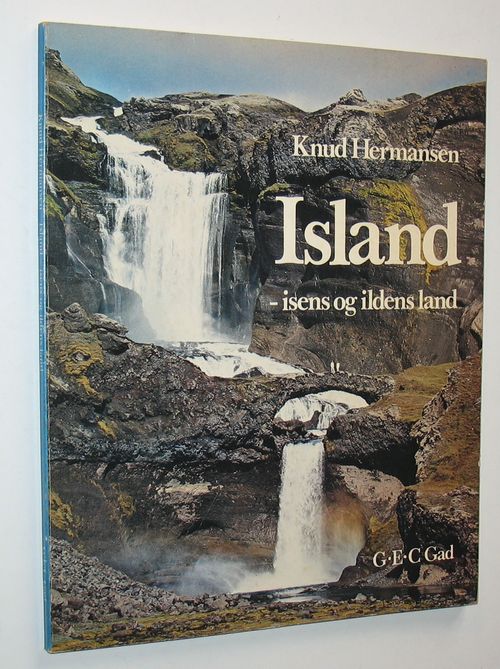 Knud Hermansen
Island
- isens og ildens land
G·E·C Gad